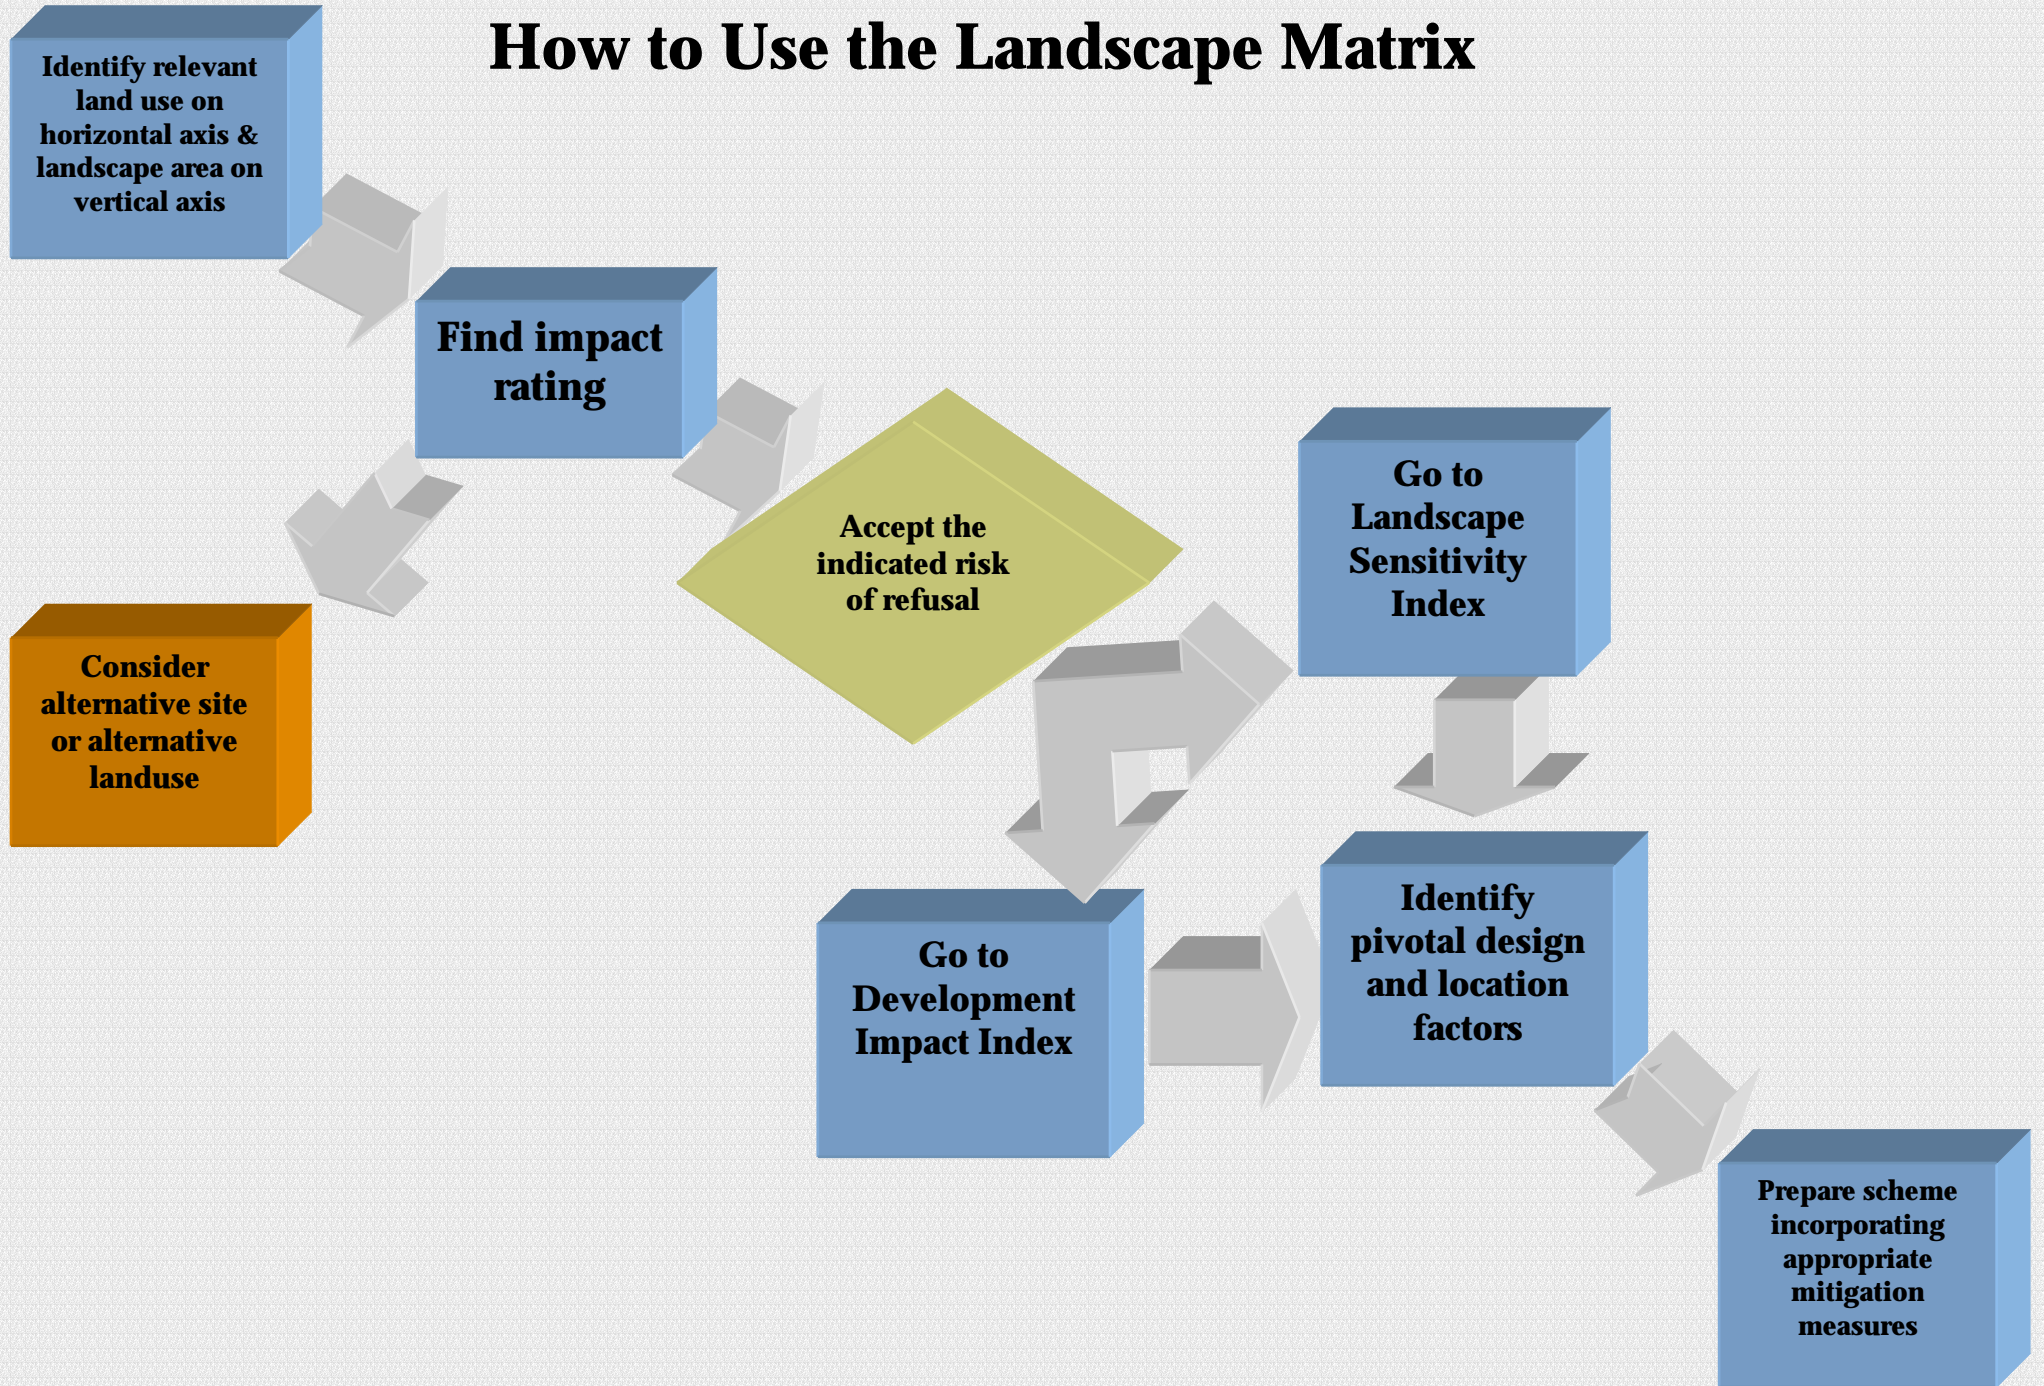 How to Use the Landscape Matrix
Identify relevant
land use on
horizontal axis &
landscape area on
vertical axis
Find impact
rating
Accept the
indicated risk
of refusal
Go to
Landscape
Sensitivity
Index
Consider
alternative site
or alternative
landuse
Go to
Development
Impact Index
Identify
pivotal design
and location
factors
Prepare scheme
incorporating
appropriate
mitigation
measures